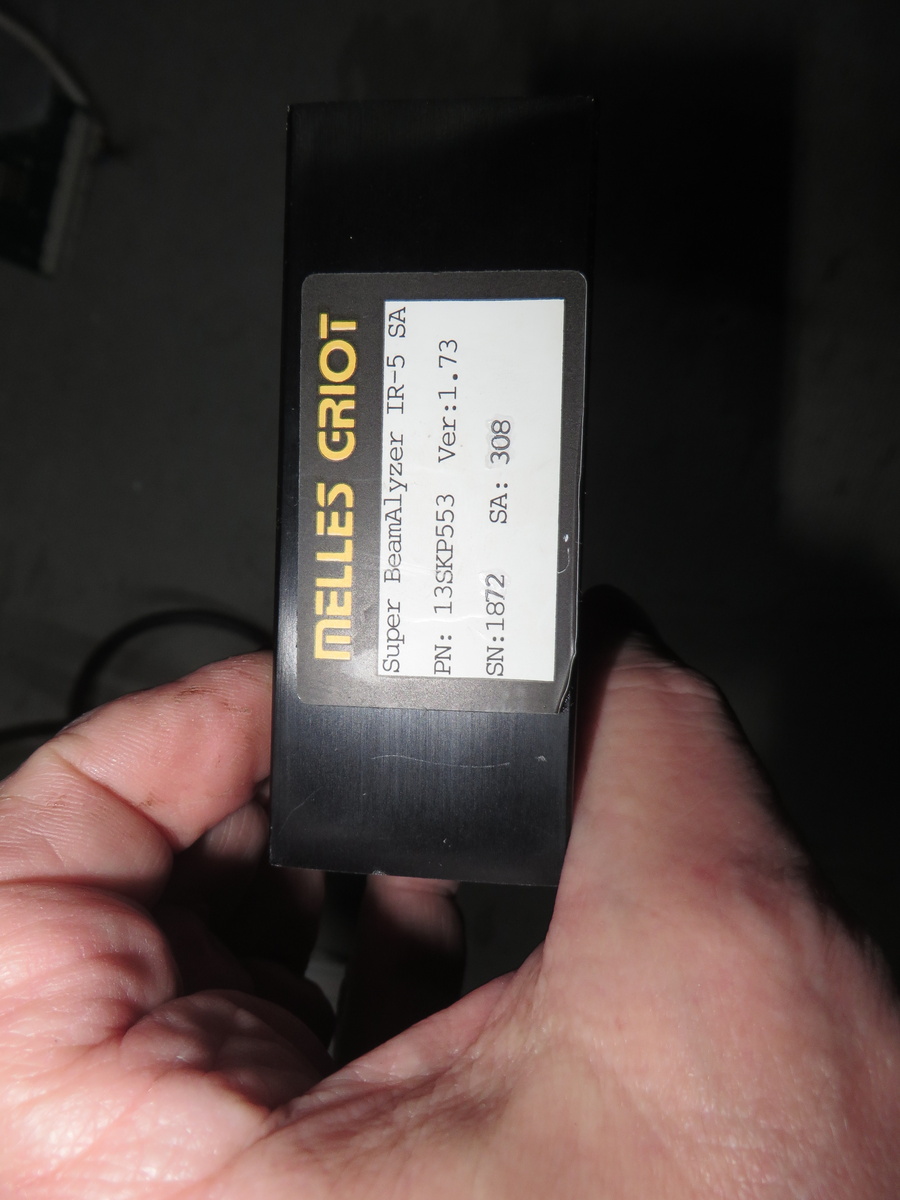 MELLES GRIOT
Super BeamAlyzer IR-5 SA
PN: 13SKP553 Ver:1.73
SN:1872 SA: 308